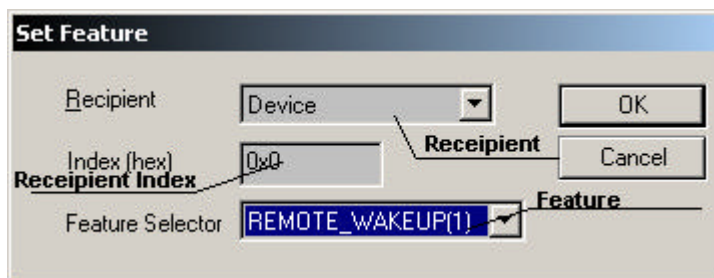 Set Feature
Recipient
Device
OK
Receipient
Index (hex)
0x0
Cancel
Receipient Index
Feature
Feature Selector
REMOTE_WAKEUP(1)